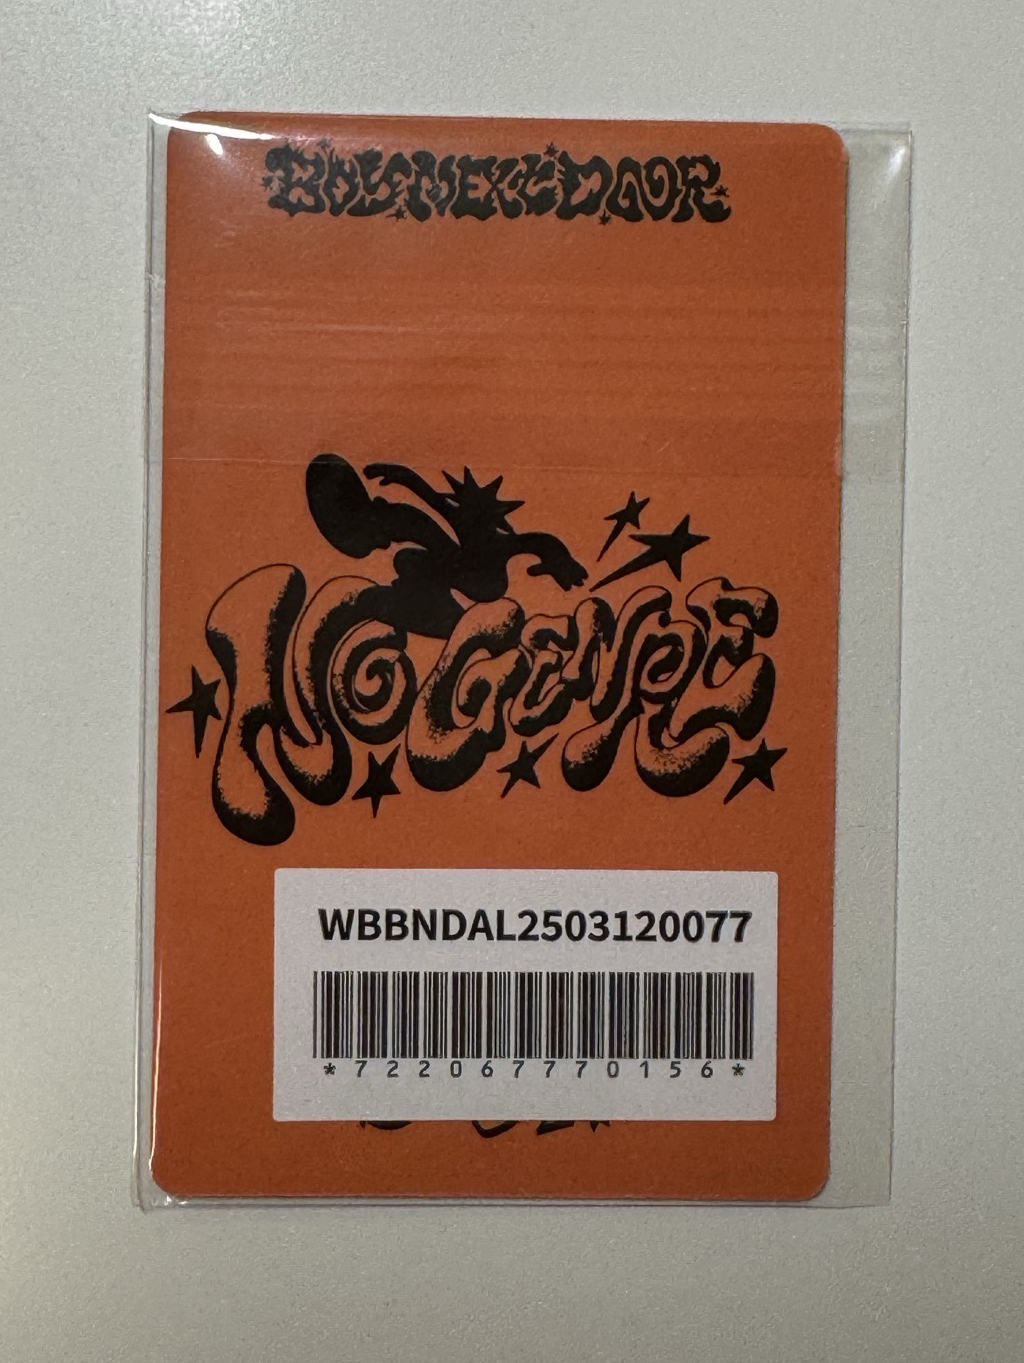 BOYNEXTDOOR
NO GENRE
WBBNDAL2503120077
*722067770156*